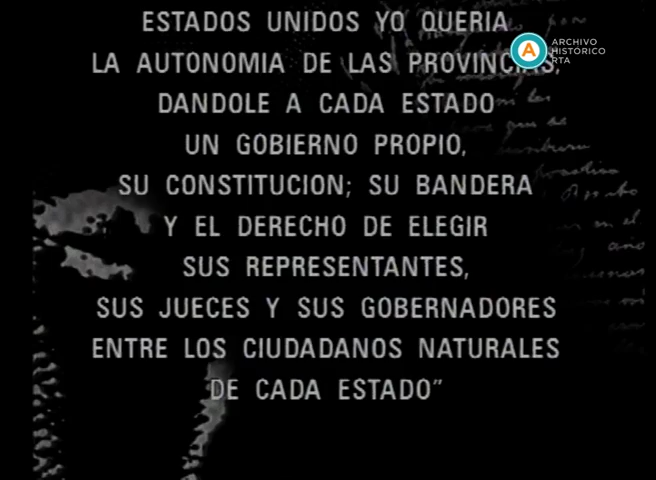 ESTADOS UNIDOS YO QUERIA
LA AUTONOMIA DE LAS PROVINCIAS,
DANDOLE A CADA ESTADO
UN GOBIERNO PROPIO,
SU CONSTITUCION; SU BANDERA
Y EL DERECHO DE ELEGIR
SUS REPRESENTANTES,
SUS JUECES Y SUS GOBERNADORES
ENTRE LOS CIUDADANOS NATURALES
DE CADA ESTADO"
A ARCHIVO
HISTORICO
RTA